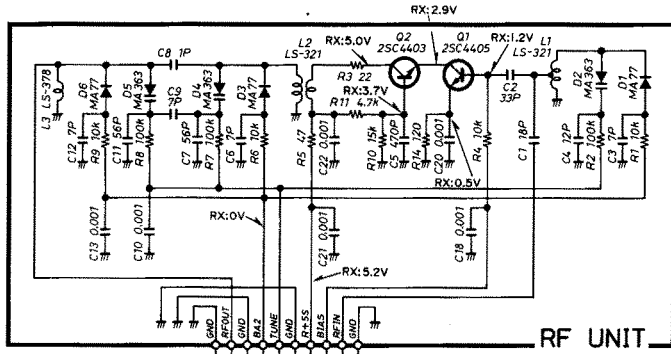 RX:2.9V
Q2
2SC4403
Q1
2SC4405
RX:1.2V
RX:5.0V
C8 1P
L2
LS-321
L1
LS-321
R3 22
RX:3.7V
R11 4.7k
C2
33P
L3 LS-378
D6
MA77
D5
MA363
C9
7P
D4
MA363
D3
MA77
D2
MA363
D1
MA77
C12 7P
R9 10k
C11 56P
R8 100k
C7 56P
R7 100k
C6 7P
R6 10k
R5 47
C22 0.001
R10 15k
C5 470P
R14 120
C20 0.001
R4 10k
C1 18P
C4 12P
R2 100k
C3 7P
R1 10k
RX:0.5V
RX:0V
C13 0.001
C10 0.001
C21 0.001
C18 0.001
RX:5.2V
GND
RFOUT
GND
BA2
TUNE
GND
R+5S
BIAS
RFIN
GND
RF UNIT